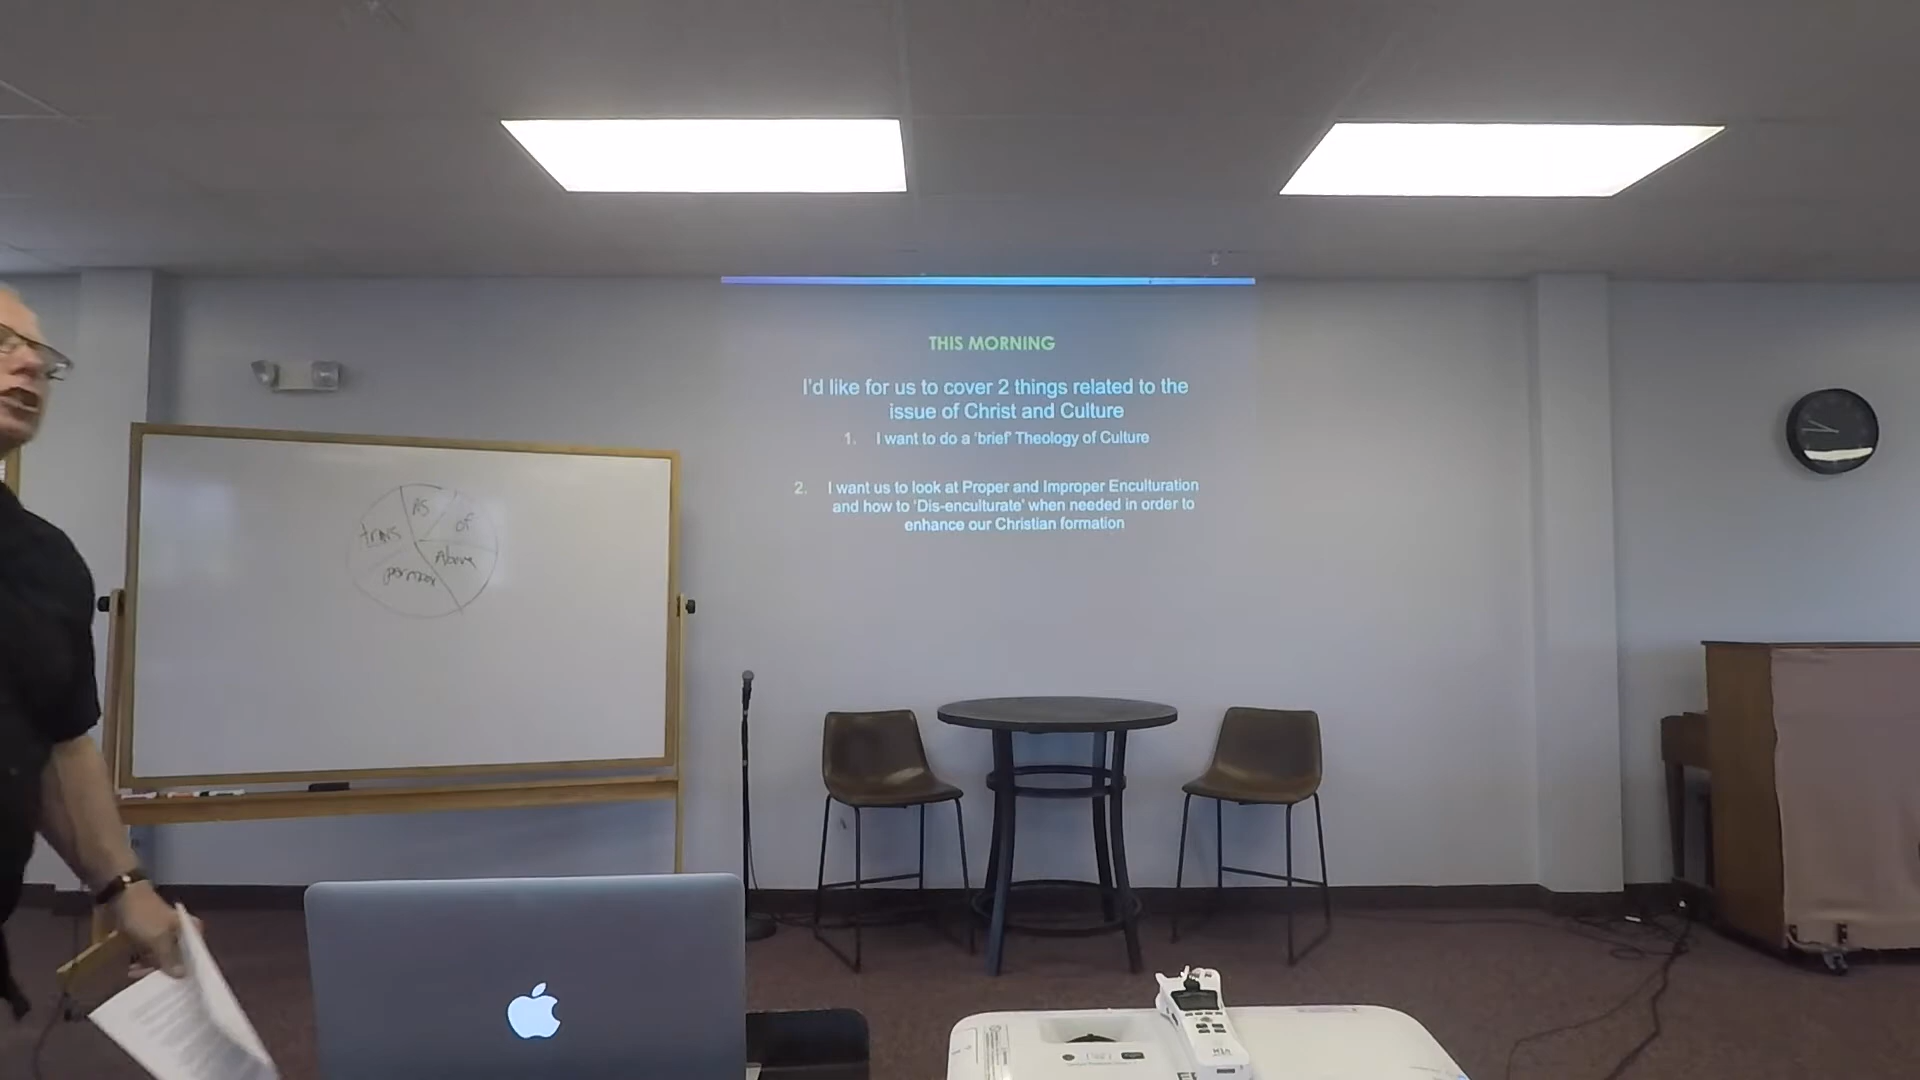 THIS MORNING
I'd like for us to cover 2 things related to the
issue of Christ and Culture
1. I want to do a 'brief' Theology of Culture
2. I want us to look at Proper and Improper Enculturation
and how to 'Dis-enculturate' when needed in order to
enhance our Christian formation
AS
of
trans
Above